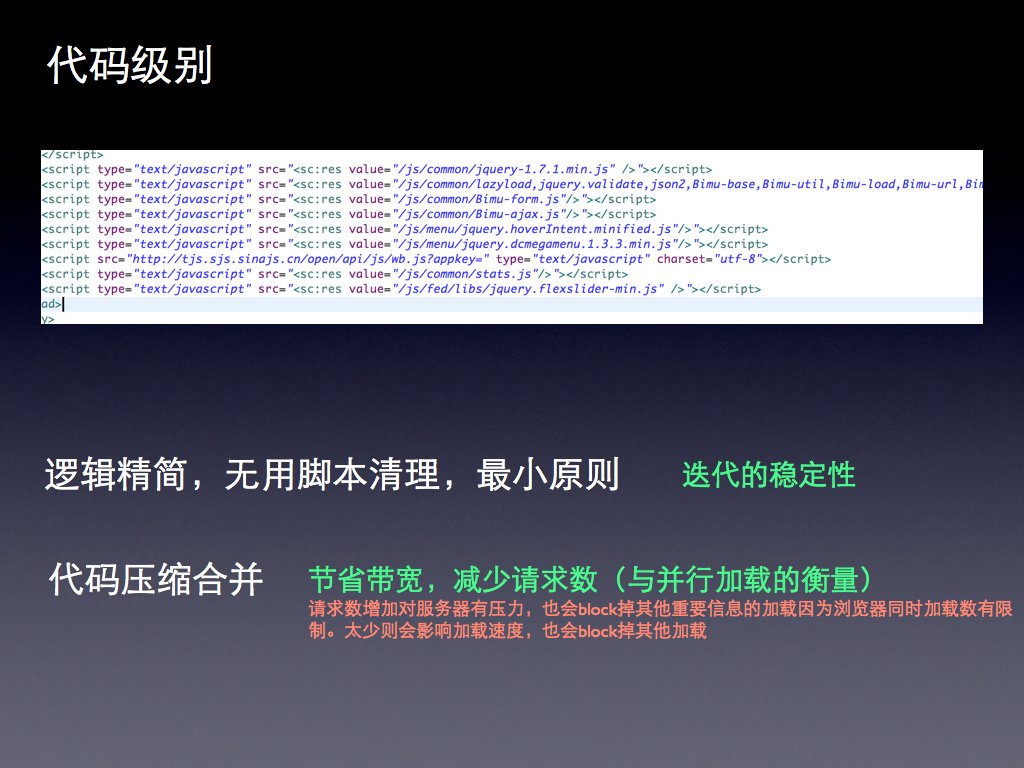 代码级别
</script>
<script type="text/javascript" src="<sc:res value="/js/common/jquery-1.7.1.min.js" />"></script>
<script type="text/javascript" src="<sc:res value="/js/common/lazyload,jquery.validate,json2,Bimu-base,Bimu-util,Bimu-load,Bimu-url,Bim
<script type="text/javascript" src="<sc:res value="/js/common/Bimu-form.js"/>"></script>
<script type="text/javascript" src="<sc:res value="/js/common/Bimu-ajax.js"/>"></script>
<script type="text/javascript" src="<sc:res value="/js/menu/jquery.hoverIntent.minified.js"/>"></script>
<script type="text/javascript" src="<sc:res value="/js/menu/jquery.dcmegamenu.1.3.3.min.js"/>"></script>
<script src="http://tjs.sjs.sinajs.cn/open/api/js/wb.js?appkey=" type="text/javascript" charset="utf-8"></script>
<script type="text/javascript" src="<sc:res value="/js/common/stats.js"/>"></script>
<script type="text/javascript" src="<sc:res value="/js/fed/libs/jquery.flexslider-min.js" />"></script>
ad>
y>
逻辑精简，无用脚本清理，最小原则 迭代的稳定性
代码压缩合并 节省带宽，减少请求数（与并行加载的衡量）
请求数增加对服务器有压力，也会block掉其他重要信息的加载因为浏览器同时加载数有限
制。太少则会影响加载速度，也会block掉其他加载